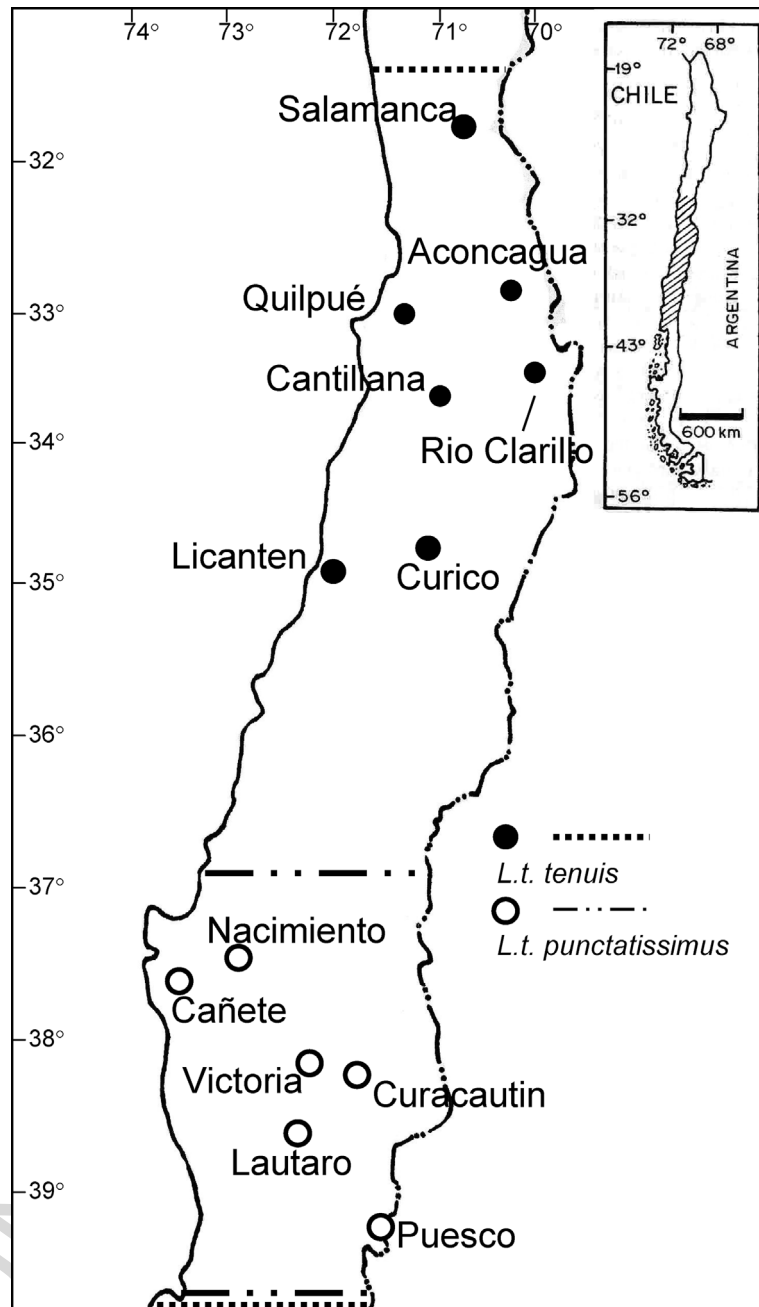 74° 73° 72° 71° 70°
Salamanca
32°
Aconcagua
Quilpué
33°
Cantillana
34°
Rio Clarillo
Licanten
Curico
35°
36°
L.t. tenuis
37°
L.t. punctatissimus
Nacimiento
Cañete
38°
Victoria
Curacautin
Lautaro
39°
Puesco
72° 68°
19°
CHILE
32°
ARGENTINA
43°
600 km
56°